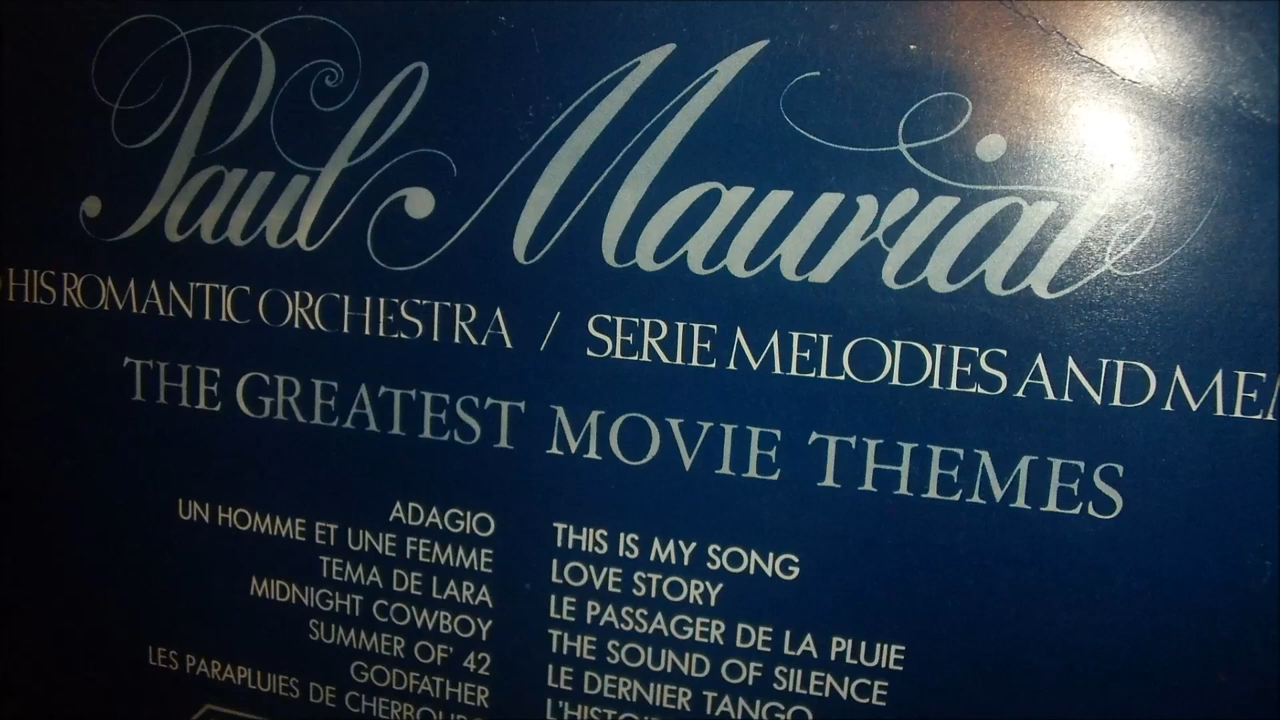 Paul Mauriat
HIS ROMANTIC ORCHESTRA / SERIE MELODIES AND
THE GREATEST MOVIE THEMES
ADAGIO
UN HOMME ET UNE FEMME
TEMA DE LARA
MIDNIGHT COWBOY
SUMMER OF' 42
GODFATHER
LES PARAPLUIES DE CHERBOURG
THIS IS MY SONG
LOVE STORY
LE PASSAGER DE LA PLUIE
THE SOUND OF SILENCE
LE DERNIER TANGO